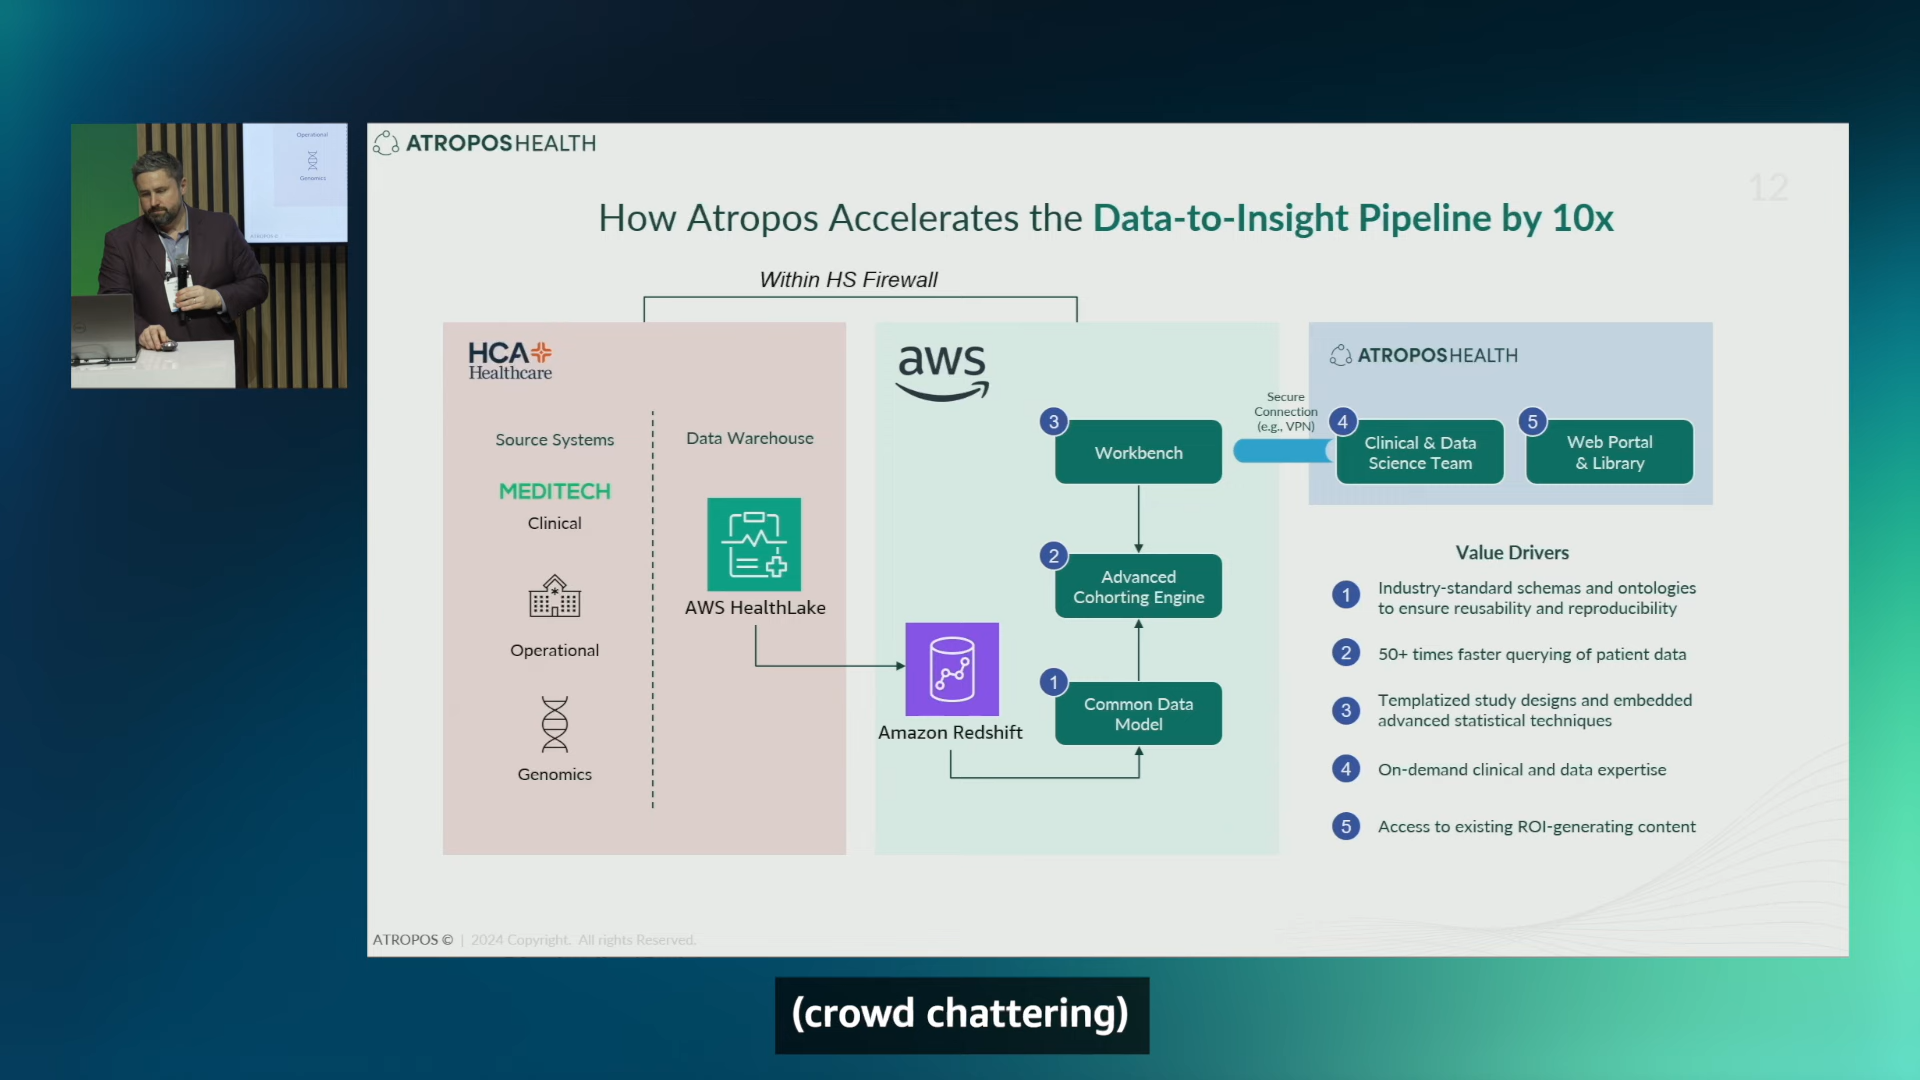 Operational
Genomics
ATROPOSHEALTH
12
How Atropos Accelerates the Data-to-Insight Pipeline by 10x
Within HS Firewall
HCA
Healthcare
Source Systems
MEDITECH
Clinical
Operational
Genomics
Data Warehouse
AWS HealthLake
aws
Amazon Redshift
3
Workbench
2
Advanced
Cohorting Engine
1
Common Data
Model
Secure
Connection
(e.g., VPN)
ATROPOSHEALTH
4
Clinical & Data
Science Team
5
Web Portal
& Library
Value Drivers
1 Industry-standard schemas and ontologies
to ensure reusability and reproducibility
2 50+ times faster querying of patient data
3 Templatized study designs and embedded
advanced statistical techniques
4 On-demand clinical and data expertise
5 Access to existing ROI-generating content
ATROPOS © | 2024 Copyright. All rights Reserved.
(crowd chattering)